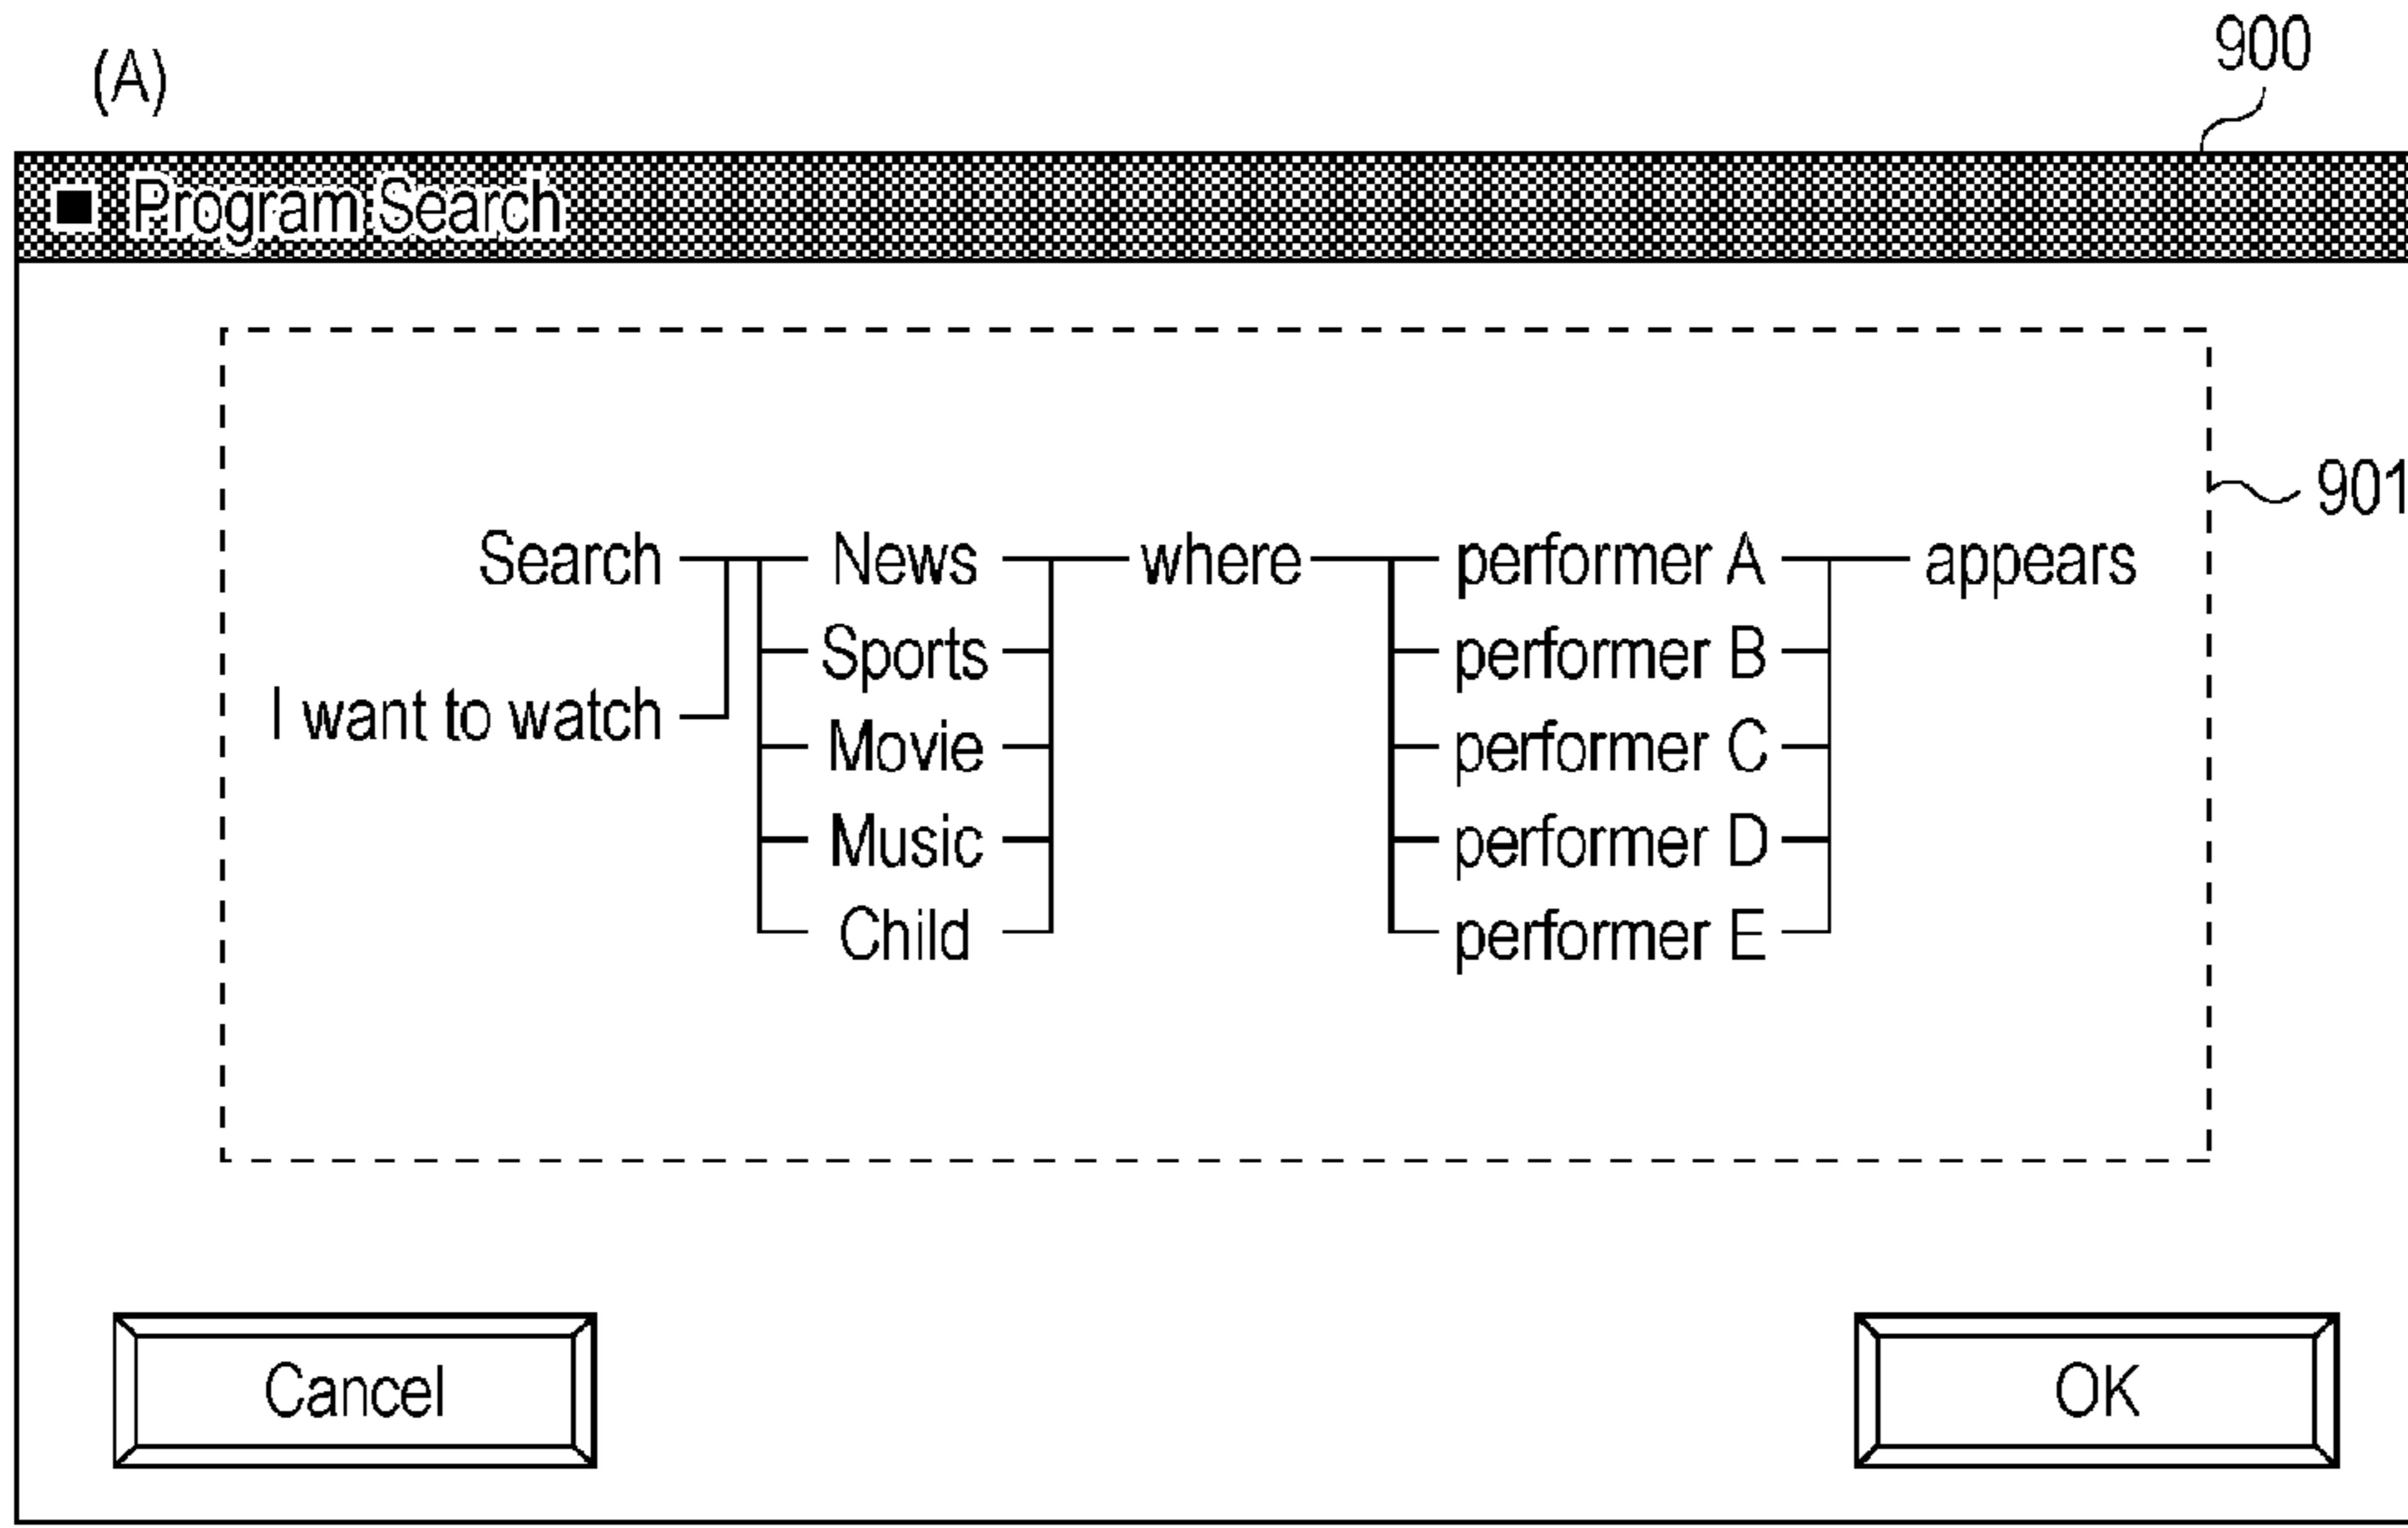 (A)
900
Program Search
901
Search News where performer A appears
Sports performer B
I want to watch
Movie performer C
Music performer D
Child performer E
Cancel OK